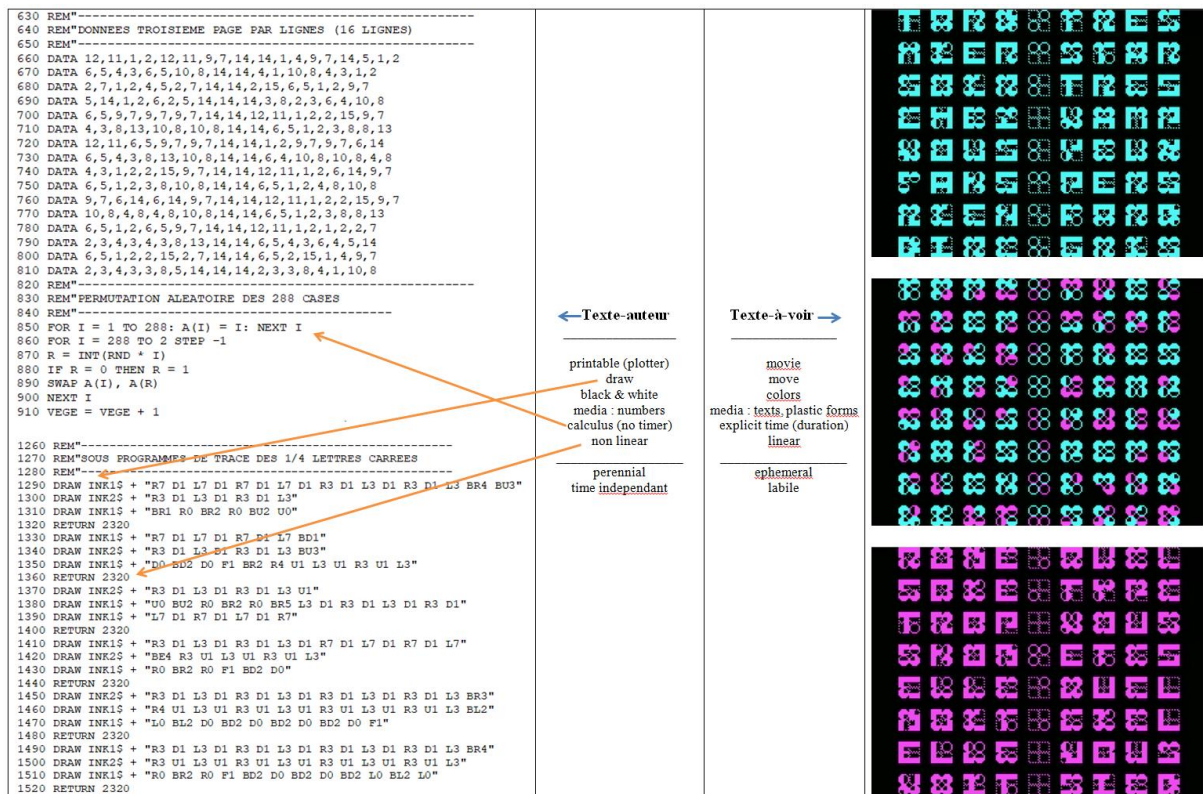 630 REM"---------------------------------------------------------
640 REM"DONNEES TROISIEME PAGE PAR LIGNES (16 LIGNES)
650 REM"---------------------------------------------------------
660 DATA 12,11,1,2,12,11,9,7,14,14,1,4,9,7,14,5,1,2
670 DATA 6,5,4,3,6,5,10,8,14,14,4,1,10,8,4,3,1,2
680 DATA 2,7,1,2,4,5,2,7,14,14,2,15,6,5,1,2,9,7
690 DATA 5,14,1,2,6,2,5,14,14,14,3,8,2,3,6,4,10,8
700 DATA 6,5,9,7,9,7,9,7,14,14,12,11,1,2,2,15,9,7
710 DATA 4,3,8,13,10,8,10,8,14,14,6,5,1,2,3,8,8,13
720 DATA 12,11,6,5,9,7,9,7,14,14,1,2,9,7,9,7,6,14
730 DATA 6,5,4,3,8,13,10,8,14,14,6,4,10,8,10,8,4,8
740 DATA 4,3,1,2,2,15,9,7,14,14,12,11,1,2,6,14,9,7
750 DATA 6,5,1,2,3,8,10,8,14,14,6,5,1,2,4,8,10,8
760 DATA 9,7,6,14,6,14,9,7,14,14,12,11,1,2,2,15,9,7
770 DATA 10,8,4,8,4,8,10,8,14,14,6,5,1,2,3,8,8,13
780 DATA 6,5,1,2,6,5,9,7,14,14,12,11,1,2,1,2,2,7
790 DATA 2,3,4,3,4,3,8,13,14,14,6,5,4,3,6,4,5,14
800 DATA 6,5,1,2,2,15,2,7,14,14,6,5,2,15,1,4,9,7
810 DATA 2,3,4,3,3,8,5,14,14,14,2,3,3,8,4,1,10,8
820 REM"---------------------------------------------------------
830 REM"PERMUTATION ALEATOIRE DES 288 CASES
840 REM"---------------------------------------------
850 FOR I = 1 TO 288: A(I) = I: NEXT I
860 FOR I = 288 TO 2 STEP -1
870 R = INT(RND * I)
880 IF R = 0 THEN R = 1
890 SWAP A(I), A(R)
900 NEXT I
910 VEGE = VEGE + 1
1260 REM"-----------------------------------------------------
1270 REM"SOUS PROGRAMMES DE TRACE DES 1/4 LETTRES CARREES
1280 REM"-----------------------------------------------------
1290 DRAW INK1$ + "R7 D1 L7 D1 R7 D1 L7 D1 R3 D1 L3 D1 R3 D1 L3 BR4 BU3"
1300 DRAW INK2$ + "R3 D1 L3 D1 R3 D1 L3"
1310 DRAW INK1$ + "BR1 R0 BR2 R0 BU2 U0"
1320 RETURN 2320
1330 DRAW INK1$ + "R7 D1 L7 D1 R7 D1 L7 BD1"
1340 DRAW INK2$ + "R3 D1 L3 D1 R3 D1 L3 BU3"
1350 DRAW INK1$ + "D0 BD2 D0 F1 BR2 R4 U1 L3 U1 R3 U1 L3"
1360 RETURN 2320
1370 DRAW INK2$ + "R3 D1 L3 D1 R3 D1 L3 U1"
1380 DRAW INK1$ + "U0 BU2 R0 BR2 R0 BR5 L3 D1 R3 D1 L3 D1 R3 D1"
1390 DRAW INK1$ + "L7 D1 R7 D1 L7 D1 R7"
1400 RETURN 2320
1410 DRAW INK1$ + "R3 D1 L3 D1 R3 D1 L3 D1 R7 D1 L7 D1 R7 D1 L7"
1420 DRAW INK2$ + "BE4 R3 U1 L3 U1 R3 U1 L3"
1430 DRAW INK1$ + "R0 BR2 R0 F1 BD2 D0"
1440 RETURN 2320
1450 DRAW INK2$ + "R3 D1 L3 D1 R3 D1 L3 D1 R3 D1 L3 D1 R3 D1 L3 BR3"
1460 DRAW INK1$ + "R4 U1 L3 U1 R3 U1 L3 U1 R3 U1 L3 U1 R3 U1 L3 BL2"
1470 DRAW INK1$ + "L0 BL2 D0 BD2 D0 BD2 D0 BD2 D0 F1"
1480 RETURN 2320
1490 DRAW INK1$ + "R3 D1 L3 D1 R3 D1 L3 D1 R3 D1 L3 D1 R3 D1 L3 BR4"
1500 DRAW INK2$ + "R3 U1 L3 U1 R3 U1 L3 U1 R3 U1 L3 U1 R3 U1 L3"
1510 DRAW INK1$ + "R0 BR2 R0 F1 BD2 D0 BD2 D0 BD2 L0 BL2 L0"
1520 RETURN 2320
Texte-auteur
printable (plotter)
draw
black & white
media : numbers
calculus (no timer)
non linear
perennial
time independant
Texte-à-voir
movie
move
colors
media : texts, plastic forms
explicit time (duration)
linear
ephemeral
labile